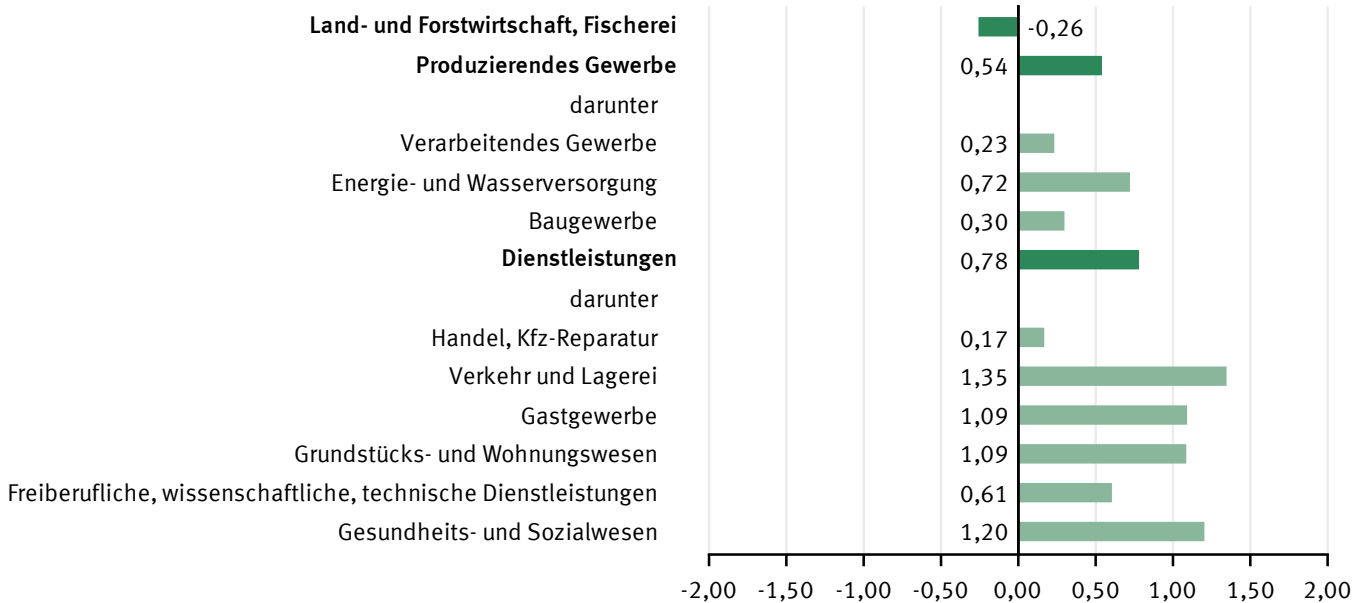 Land- und Forstwirtschaft, Fischerei -0,26
Produzierendes Gewerbe 0,54
darunter
Verarbeitendes Gewerbe 0,23
Energie- und Wasserversorgung 0,72
Baugewerbe 0,30
Dienstleistungen 0,78
darunter
Handel, Kfz-Reparatur 0,17
Verkehr und Lagerei 1,35
Gastgewerbe 1,09
Grundstücks- und Wohnungswesen 1,09
Freiberufliche, wissenschaftliche, technische Dienstleistungen 0,61
Gesundheits- und Sozialwesen 1,20
-2,00 -1,50 -1,00 -0,50 0,00 0,50 1,00 1,50 2,00